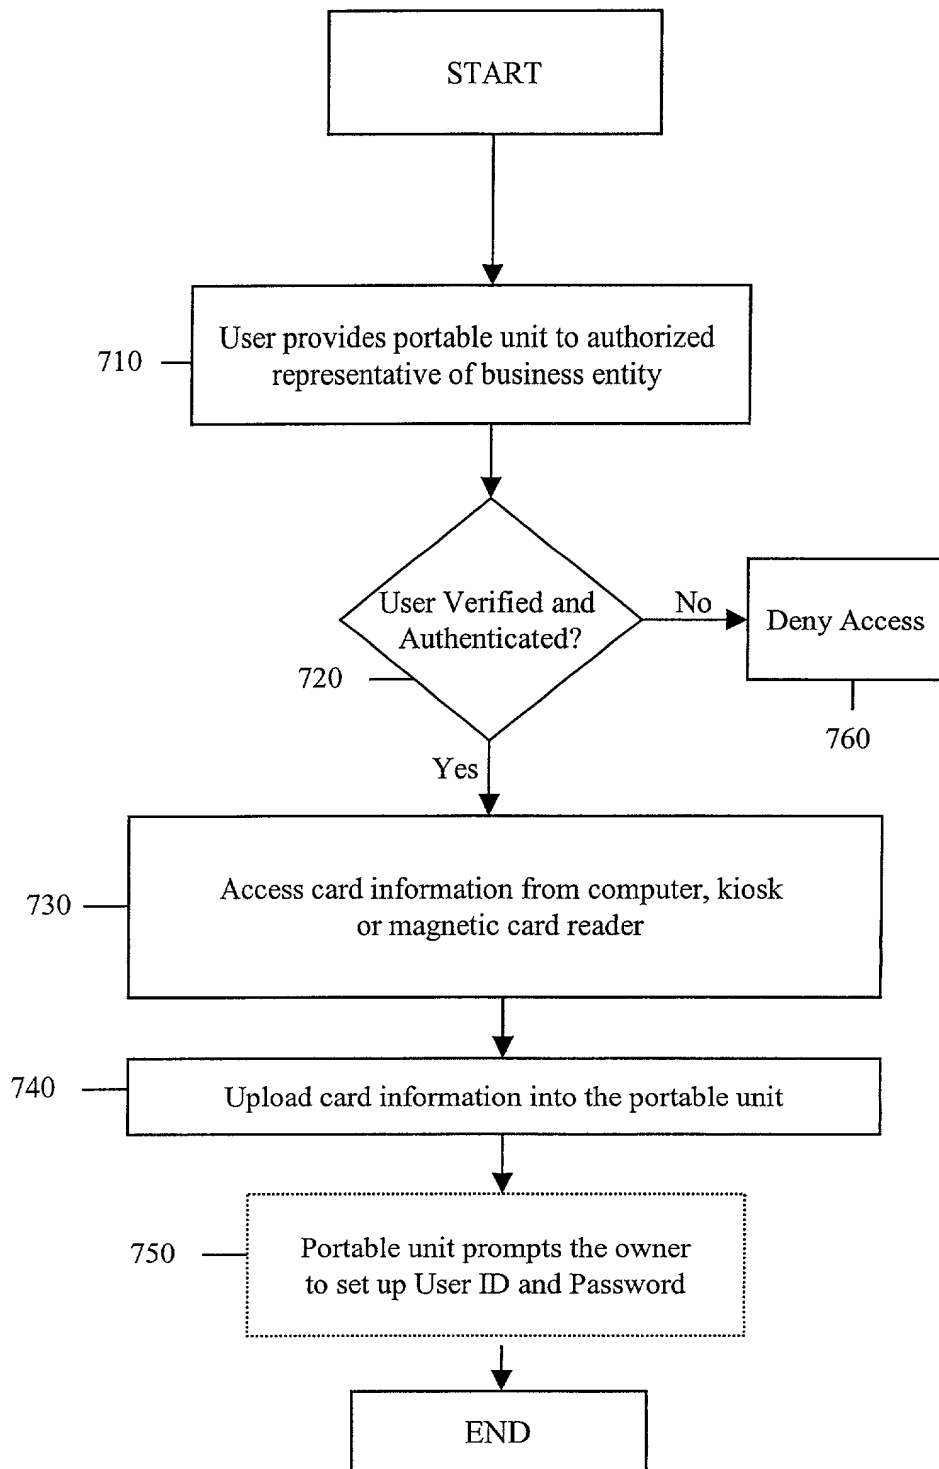 START
710
User provides portable unit to authorized
representative of business entity
User Verified and
Authenticated?
No
Deny Access
720
760
Yes
730
Access card information from computer, kiosk
or magnetic card reader
740
Upload card information into the portable unit
750
Portable unit prompts the owner
to set up User ID and Password
END